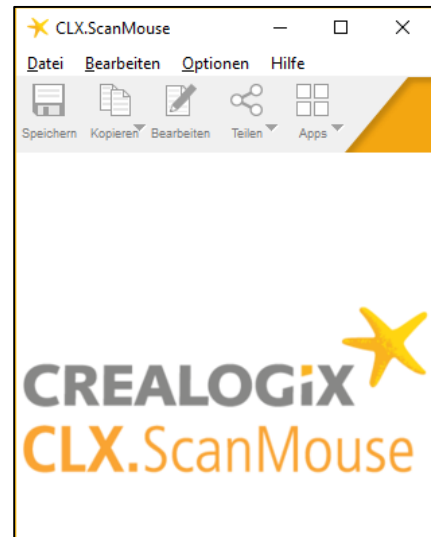 CLX.ScanMouse
Datei Bearbeiten Optionen Hilfe
Speichern Kopieren Bearbeiten Teilen Apps
CREALOGiX
CLX.ScanMouse